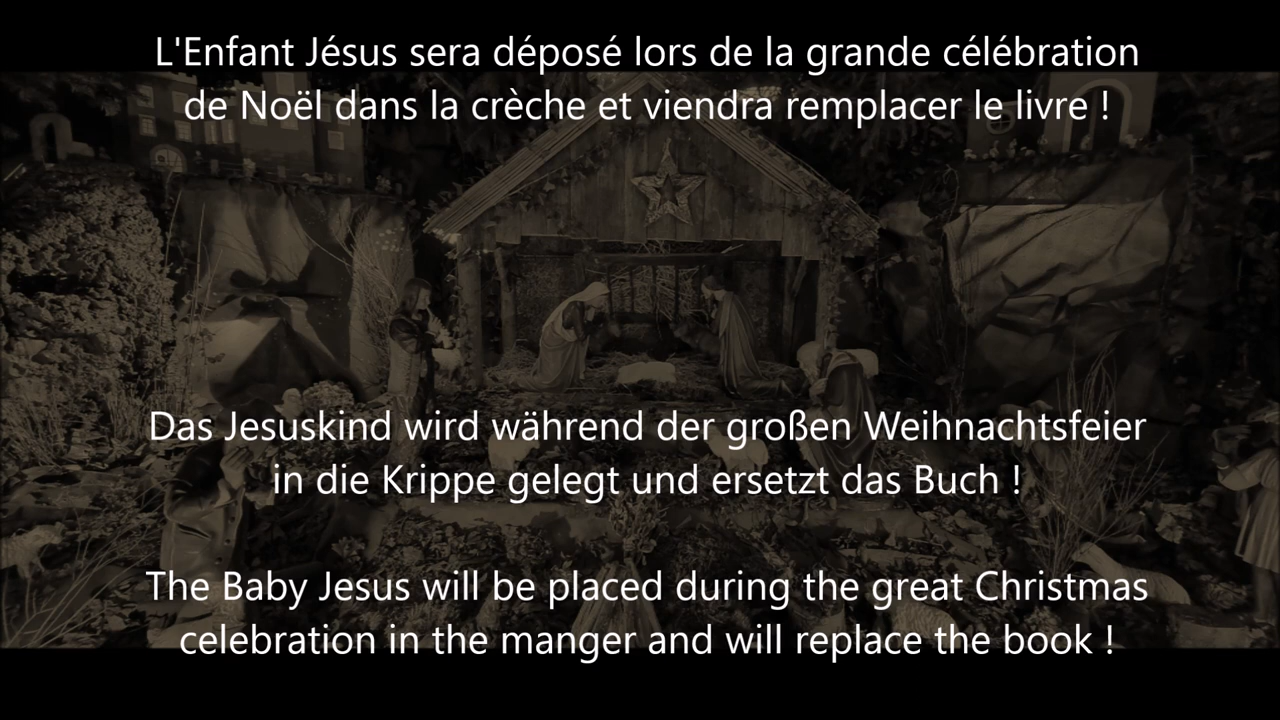 L'Enfant Jésus sera déposé lors de la grande célébration
de Noël dans la crèche et viendra remplacer le livre !
Das Jesuskind wird während der großen Weihnachtsfeier
in die Krippe gelegt und ersetzt das Buch !
The Baby Jesus will be placed during the great Christmas
celebration in the manger and will replace the book !